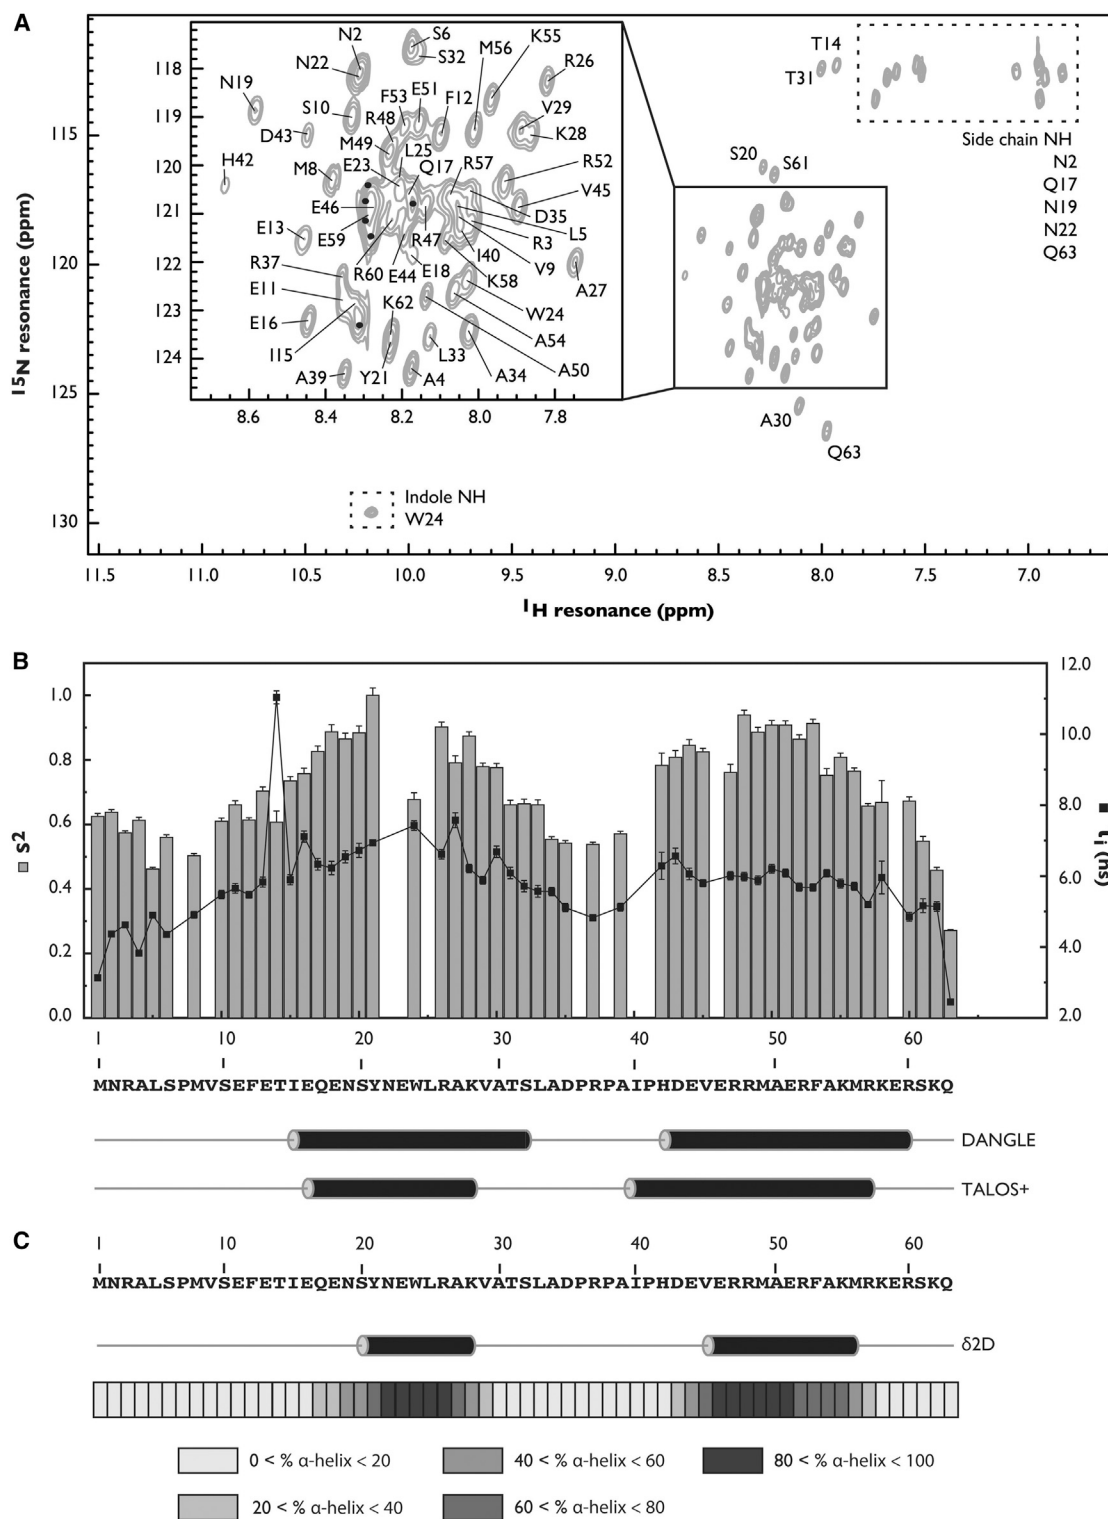 A
118
119
120
121
122
123
124
8.6
8.4
8.2
8.0
7.8
N2
N22
N19
S10
D43
H42
M8
E13
R37
E11
E16
I15
A39
Y21
S6
S32
E51
F53
R48
M49
E23
L25
Q17
F12
M56
K55
R57
R26
V29
K28
R52
V45
D35
L5
R3
I40
V9
K58
A27
W24
A54
A50
A34
L33
A4
K62
E18
E44
R47
R60
E59
E46
T14
T31
S20
S61
A30
Q63
Side chain NH
N2
Q17
N19
N22
Q63
Indole NH
W24
115
120
125
130
15N resonance (ppm)
11.5
11.0
10.5
10.0
9.5
9.0
8.5
8.0
7.5
7.0
1H resonance (ppm)
B
1.0
0.8
0.6
0.4
0.2
0.0
S2
12.0
10.0
8.0
6.0
4.0
2.0
(ns)
1 10 20 30 40 50 60
MNRALSPMVSEFETIEQENSYNEWLRAKVATSLADPRPAIPHDEVERRMAERFAKMRKERSKQ
DANGLE
TALOS+
C
1 10 20 30 40 50 60
MNRALSPMVSEFETIEQENSYNEWLRAKVATSLADPRPAIPHDEVERRMAERFAKMRKERSKQ
δ2D
0 < % α-helix < 20
40 < % α-helix < 60
80 < % α-helix < 100
20 < % α-helix < 40
60 < % α-helix < 80